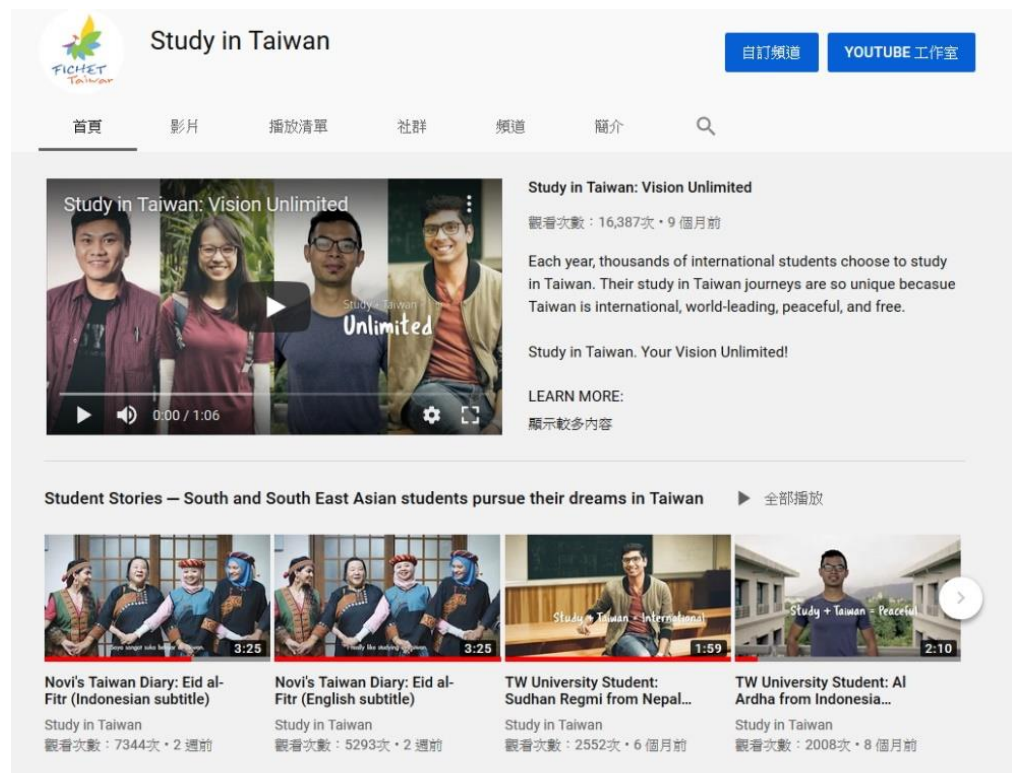 FICHET
Taiwan
Study in Taiwan
自訂頻道
YOUTUBE 工作室
首頁
影片
播放清單
社群
頻道
簡介
Study in Taiwan: Vision Unlimited
Study + Taiwan =
Unlimited
0:00 / 1:06
Study in Taiwan: Vision Unlimited
觀看次數：16,387次 • 9 個月前
Each year, thousands of international students choose to study
in Taiwan. Their study in Taiwan journeys are so unique becasue
Taiwan is international, world-leading, peaceful, and free.
Study in Taiwan. Your Vision Unlimited!
LEARN MORE:
顯示較多內容
Student Stories — South and South East Asian students pursue their dreams in Taiwan
全部播放
3:25
Novi's Taiwan Diary: Eid al-
Fitr (Indonesian subtitle)
Study in Taiwan
觀看次數：7344次 • 2 週前
I really like studying in Taiwan.
3:25
Novi's Taiwan Diary: Eid al-
Fitr (English subtitle)
Study in Taiwan
觀看次數：5293次 • 2 週前
Study + Taiwan = International
1:59
TW University Student:
Sudhan Regmi from Nepal...
Study in Taiwan
觀看次數：2552次 • 6 個月前
Study + Taiwan = Peaceful
2:10
TW University Student: Al
Ardha from Indonesia...
Study in Taiwan
觀看次數：2008次 • 8 個月前